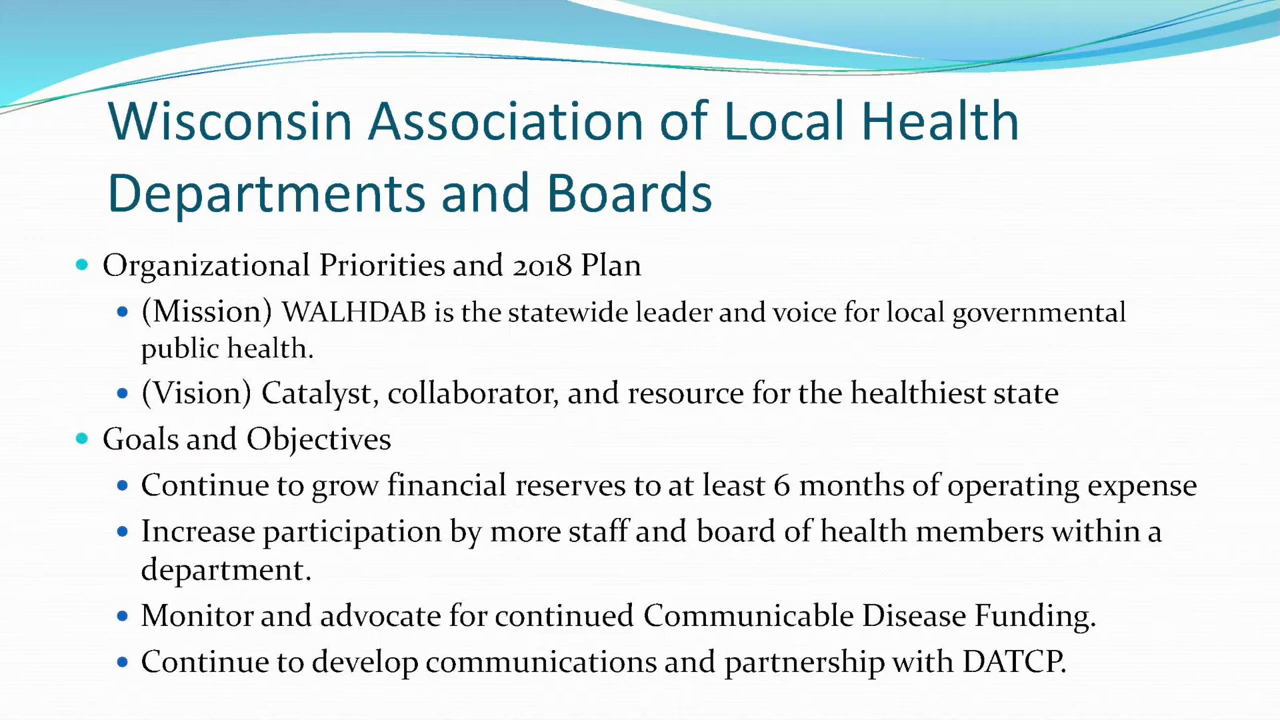 Wisconsin Association of Local Health
Departments and Boards
• Organizational Priorities and 2018 Plan
• (Mission) WALHDAB is the statewide leader and voice for local governmental
public health.
• (Vision) Catalyst, collaborator, and resource for the healthiest state
• Goals and Objectives
• Continue to grow financial reserves to at least 6 months of operating expense
• Increase participation by more staff and board of health members within a
department.
• Monitor and advocate for continued Communicable Disease Funding.
• Continue to develop communications and partnership with DATCP.